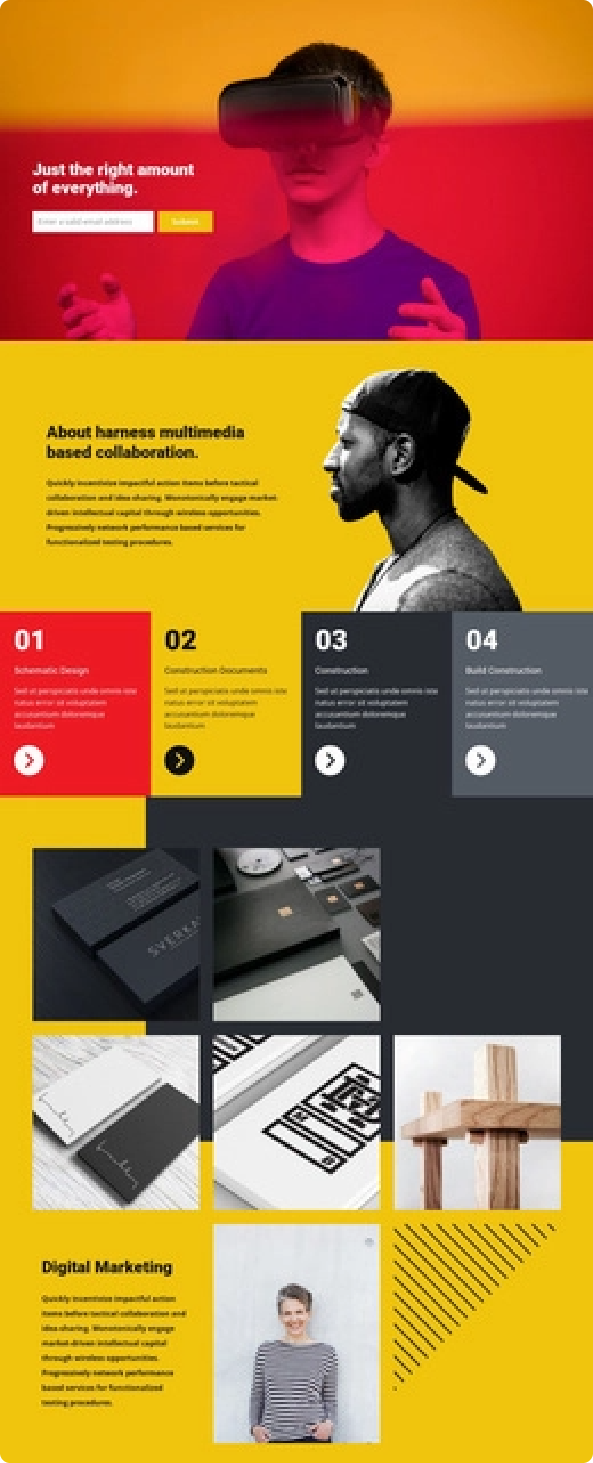 Just the right amount
of everything.
Enter a valid email address
Submit
About harness multimedia
based collaboration.
Quickly incentivize impactful action items before tactical
collaboration and idea-sharing. Monotonically engage market-
driven intellectual capital through wireless opportunities.
Progressively network performance based services for
functionalized testing procedures.
01
Schematic Design
Sed ut perspiciatis unde omnis iste
natus error sit voluptatem
accusantium doloremque
laudantium
02
Construction Documents
Sed ut perspiciatis unde omnis iste
natus error sit voluptatem
accusantium doloremque
laudantium
03
Construction
Sed ut perspiciatis unde omnis iste
natus error sit voluptatem
accusantium doloremque
laudantium
04
Build Construction
Sed ut perspiciatis unde omnis iste
natus error sit voluptatem
accusantium doloremque
laudantium
SVERKA
Digital Marketing
Quickly incentivize impactful action
items before tactical collaboration and
idea-sharing. Monotonically engage
market-driven intellectual capital
through wireless opportunities.
Progressively network performance
based services for functionalized
testing procedures.